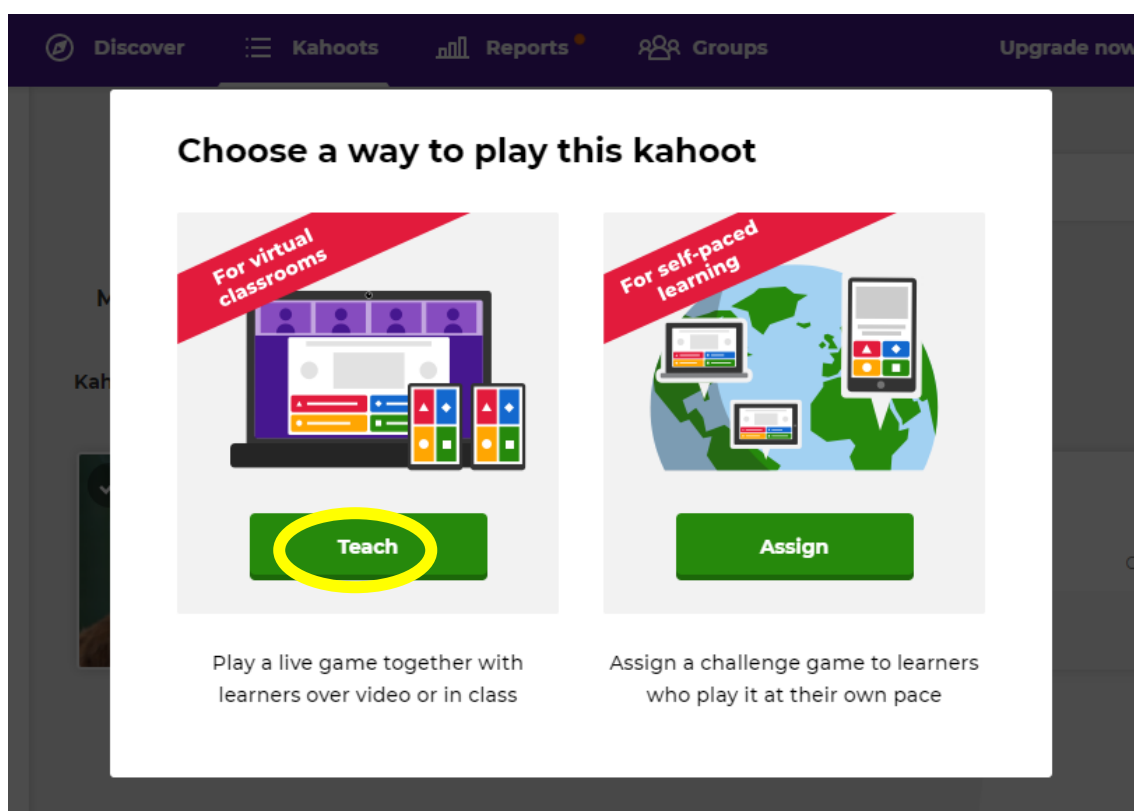 Discover Kahoots Reports Groups Upgrade now
Choose a way to play this kahoot
For virtual
classrooms
For self-paced
learning
Kah
Teach
Assign
Play a live game together with
learners over video or in class
Assign a challenge game to learners
who play it at their own pace